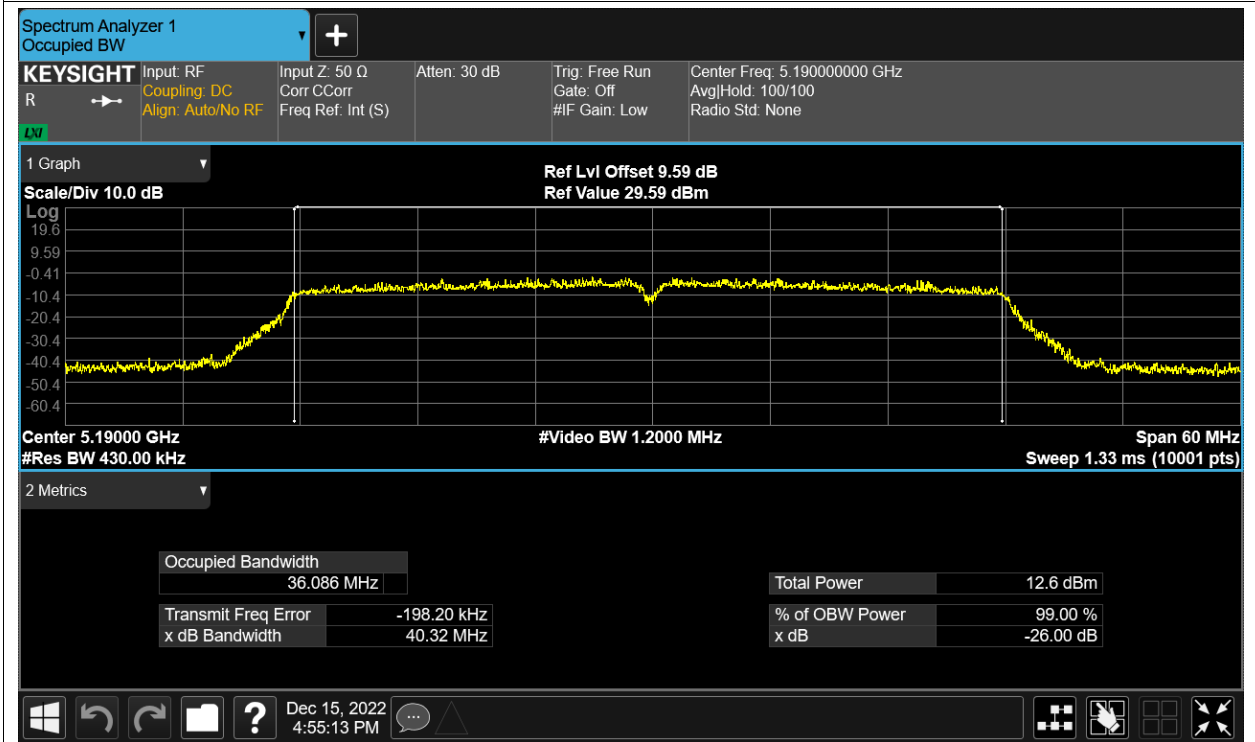 Spectrum Analyzer 1
Occupied BW
KEYSIGHT
R
LXI
Input: RF
Coupling: DC
Align: Auto/No RF
Input Z: 50 Ω
Corr CCorr
Freq Ref: Int (S)
Atten: 30 dB
Trig: Free Run
Gate: Off
#IF Gain: Low
Center Freq: 5.190000000 GHz
Avg|Hold: 100/100
Radio Std: None
1 Graph
Ref Lvl Offset 9.59 dB
Scale/Div 10.0 dB
Ref Value 29.59 dBm
Log
19.6
9.59
-0.41
-10.4
-20.4
-30.4
-40.4
-50.4
-60.4
Center 5.19000 GHz
#Video BW 1.2000 MHz
Span 60 MHz
#Res BW 430.00 kHz
Sweep 1.33 ms (10001 pts)
2 Metrics
Occupied Bandwidth
36.086 MHz
Total Power 12.6 dBm
Transmit Freq Error -198.20 kHz
% of OBW Power 99.00 %
x dB Bandwidth 40.32 MHz
x dB -26.00 dB
?
Dec 15, 2022
4:55:13 PM